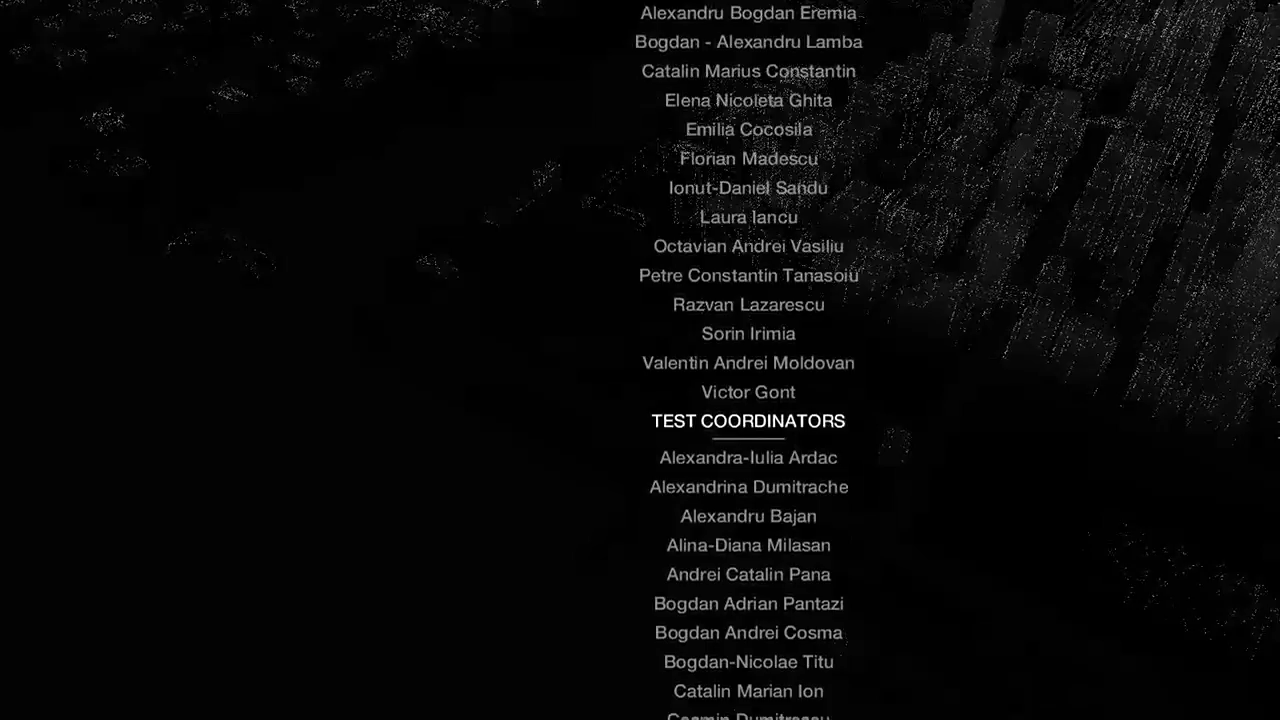 Alexandru Bogdan Eremia
Bogdan - Alexandru Lamba
Catalin Marius Constantin
Elena Nicoleta Ghita
Emilia Cocosila
Florian Madescu
Ionut-Daniel Sandu
Laura Iancu
Octavian Andrei Vasiliu
Petre Constantin Tanasoiu
Razvan Lazarescu
Sorin Irimia
Valentin Andrei Moldovan
Victor Gont
TEST COORDINATORS
Alexandra-Iulia Ardac
Alexandrina Dumitrache
Alexandru Bajan
Alina-Diana Milasan
Andrei Catalin Pana
Bogdan Adrian Pantazi
Bogdan Andrei Cosma
Bogdan-Nicolae Titu
Catalin Marian Ion
Cosmin Dumitrascu